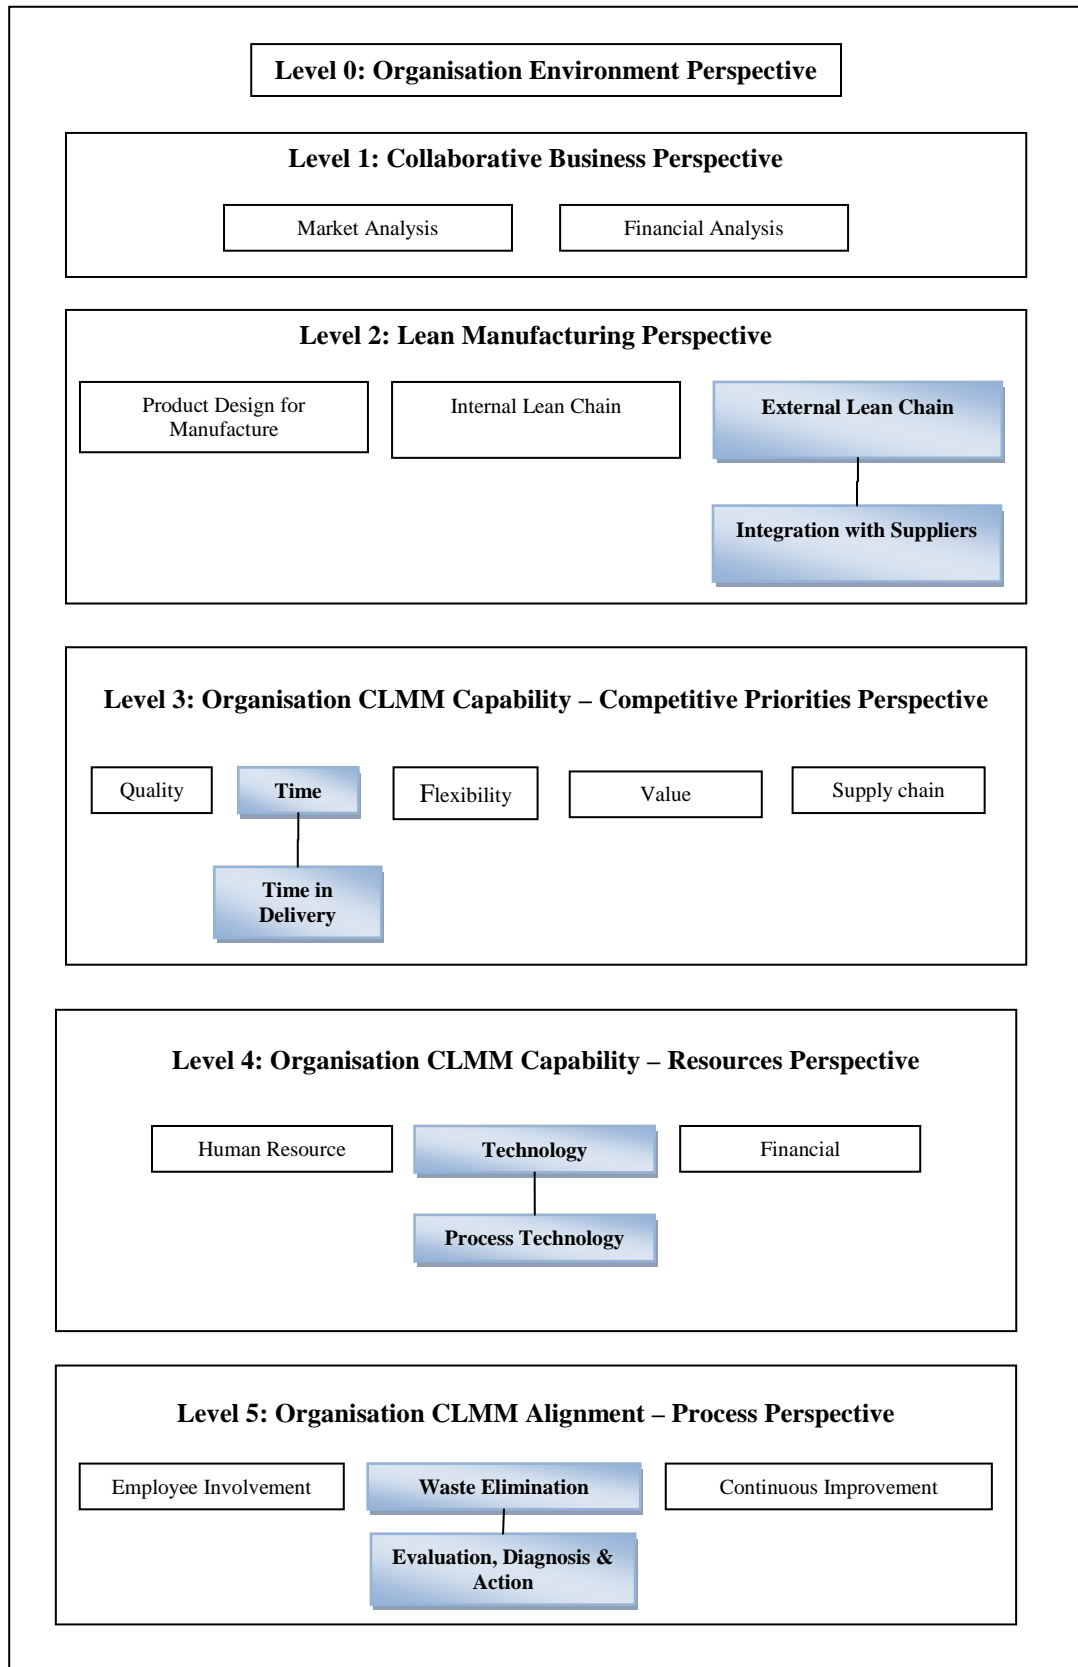 Level 0: Organisation Environment Perspective
Level 1: Collaborative Business Perspective
Market Analysis
Financial Analysis
Level 2: Lean Manufacturing Perspective
Product Design for
Manufacture
Internal Lean Chain
External Lean Chain
Integration with Suppliers
Level 3: Organisation CLMM Capability – Competitive Priorities Perspective
Quality
Time
Flexibility
Value
Supply chain
Time in
Delivery
Level 4: Organisation CLMM Capability – Resources Perspective
Human Resource
Technology
Financial
Process Technology
Level 5: Organisation CLMM Alignment – Process Perspective
Employee Involvement
Waste Elimination
Continuous Improvement
Evaluation, Diagnosis &
Action